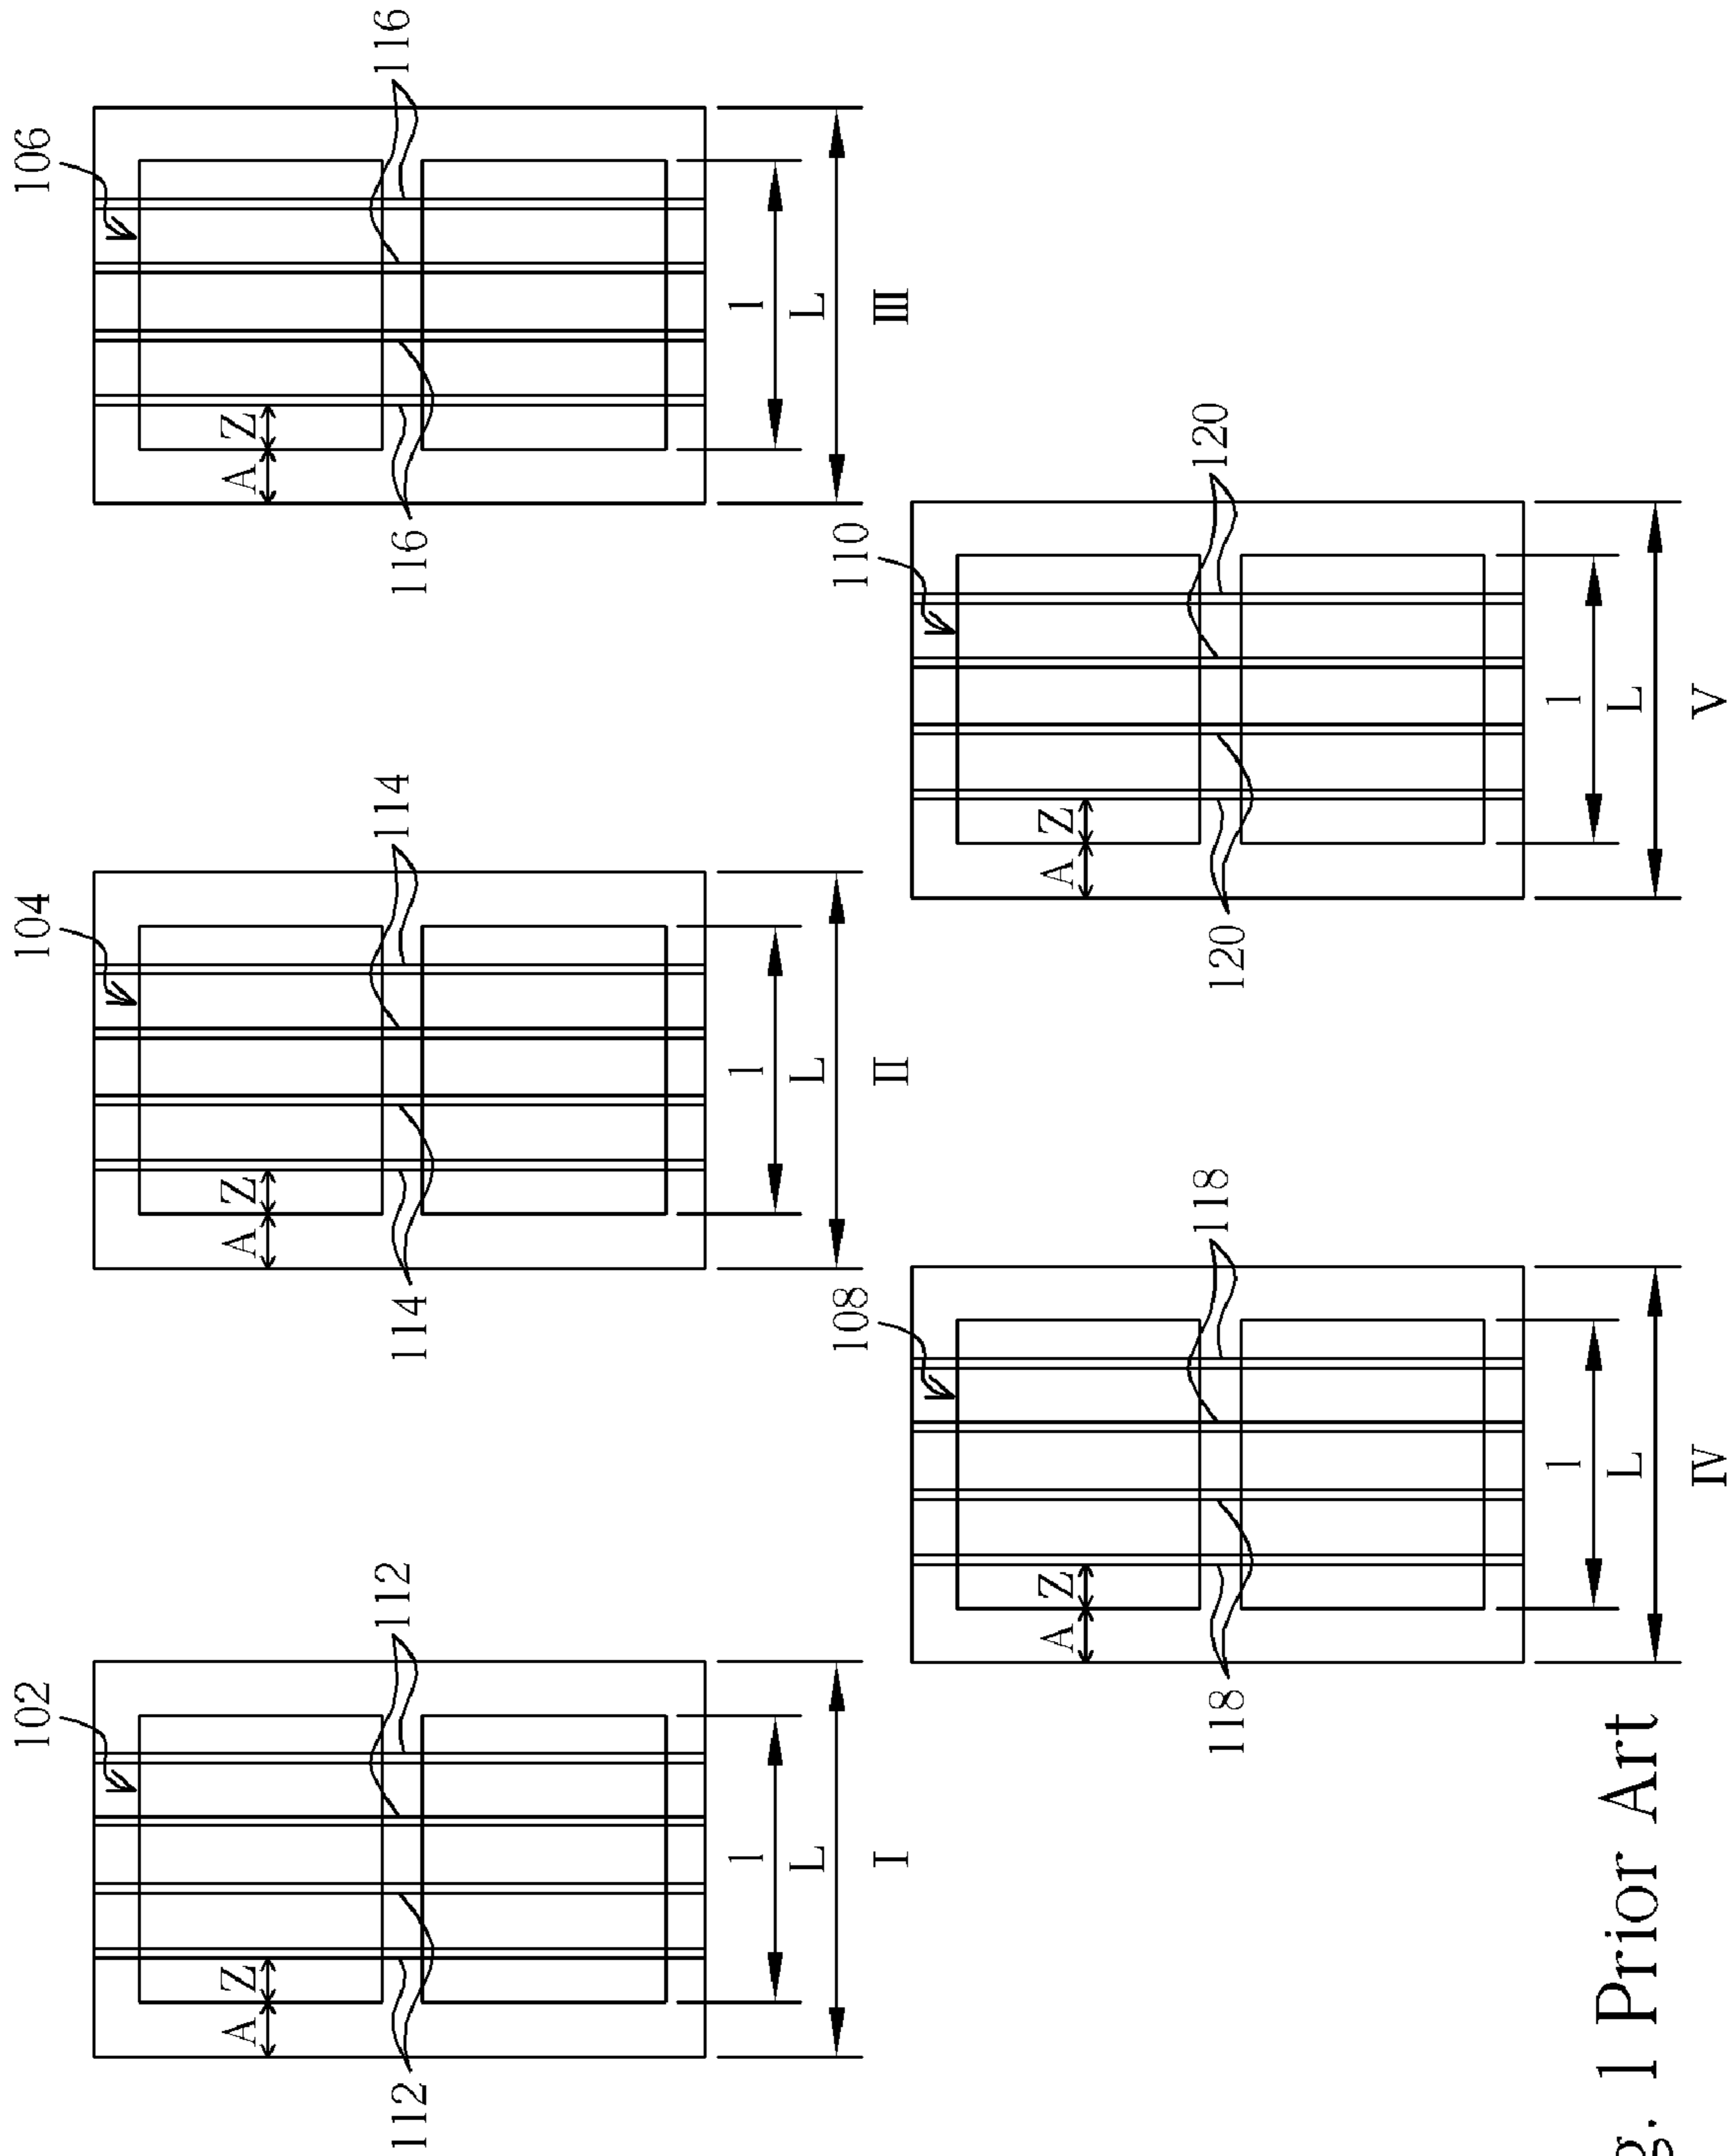 102 104 106
A Z A Z A Z
112 112 114 114 116 116
l l l
L L L
I II III
108 110
A Z A Z
118 118 120 120
l l
L L
IV V
g. 1 Prior Art